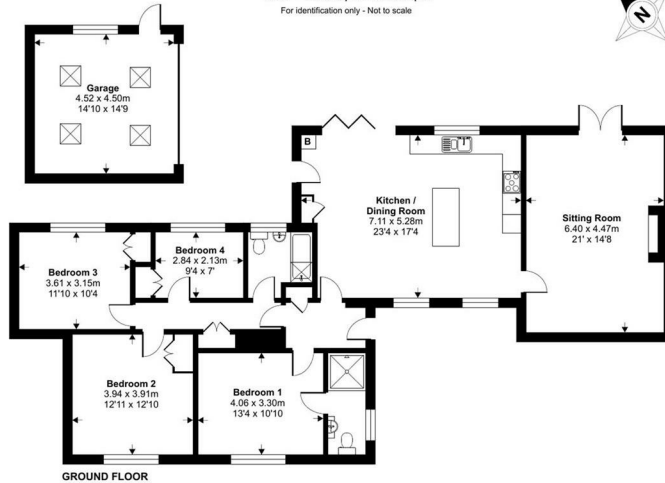 For identification only - Not to scale
N
Garage
4.52 x 4.50m
14'10 x 14'9
B
Kitchen /
Dining Room
7.11 x 5.28m
23'4 x 17'4
Sitting Room
6.40 x 4.47m
21' x 14'8
Bedroom 3
3.61 x 3.15m
11'10 x 10'4
Bedroom 4
2.84 x 2.13m
9'4 x 7'
Bedroom 2
3.94 x 3.91m
12'11 x 12'10
Bedroom 1
4.06 x 3.30m
13'4 x 10'10
GROUND FLOOR